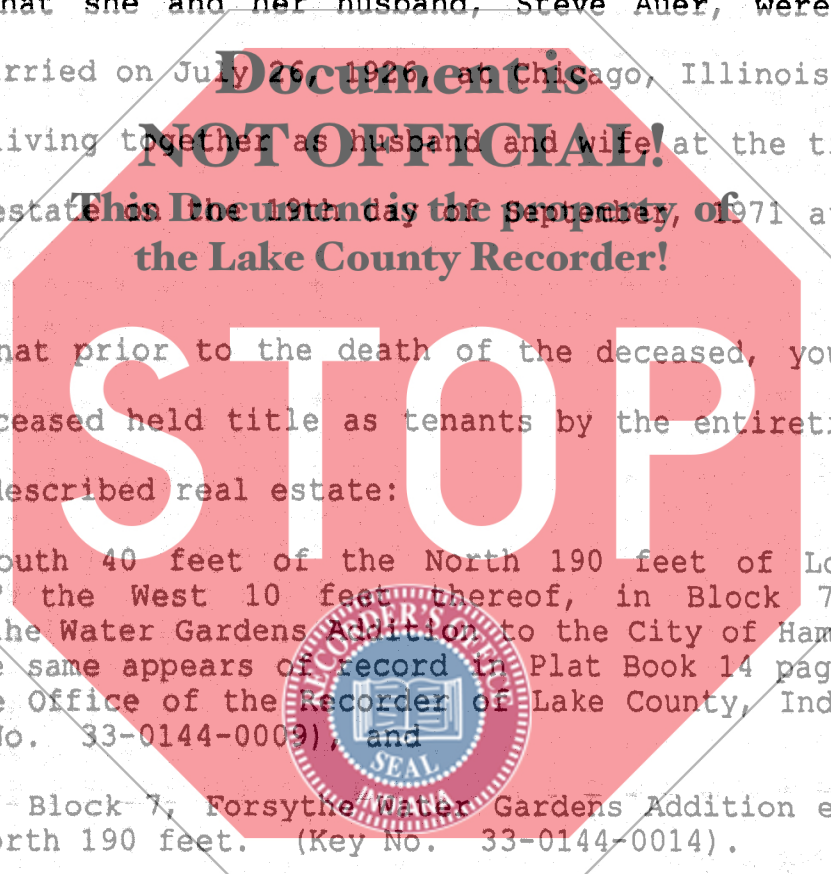 hat she and her husband, Steve Auer, were
rried on July 26, 1926, at Chicago, Illinois
Document is
iving together as husband and wife at the t
NOT OFFICIAL!
estate on the 19th day of September, 1971 a
This Document is the property of
the Lake County Recorder!
hat prior to the death of the deceased, you
STOP
ceased held title as tenants by the entireti
described real estate:
outh 40 feet of the North 190 feet of Lo
the West 10 feet thereof, in Block 7
he Water Gardens Addition to the City of Ham
e same appears of record in Plat Book 14 pag
e Office of the Recorder of Lake County, Ind
No. 33-0144-0009), and
RECORDER'S OFFICE
SEAL
INDIANA
Block 7, Forsythe Water Gardens Addition e
orth 190 feet. (Key No. 33-0144-0014).